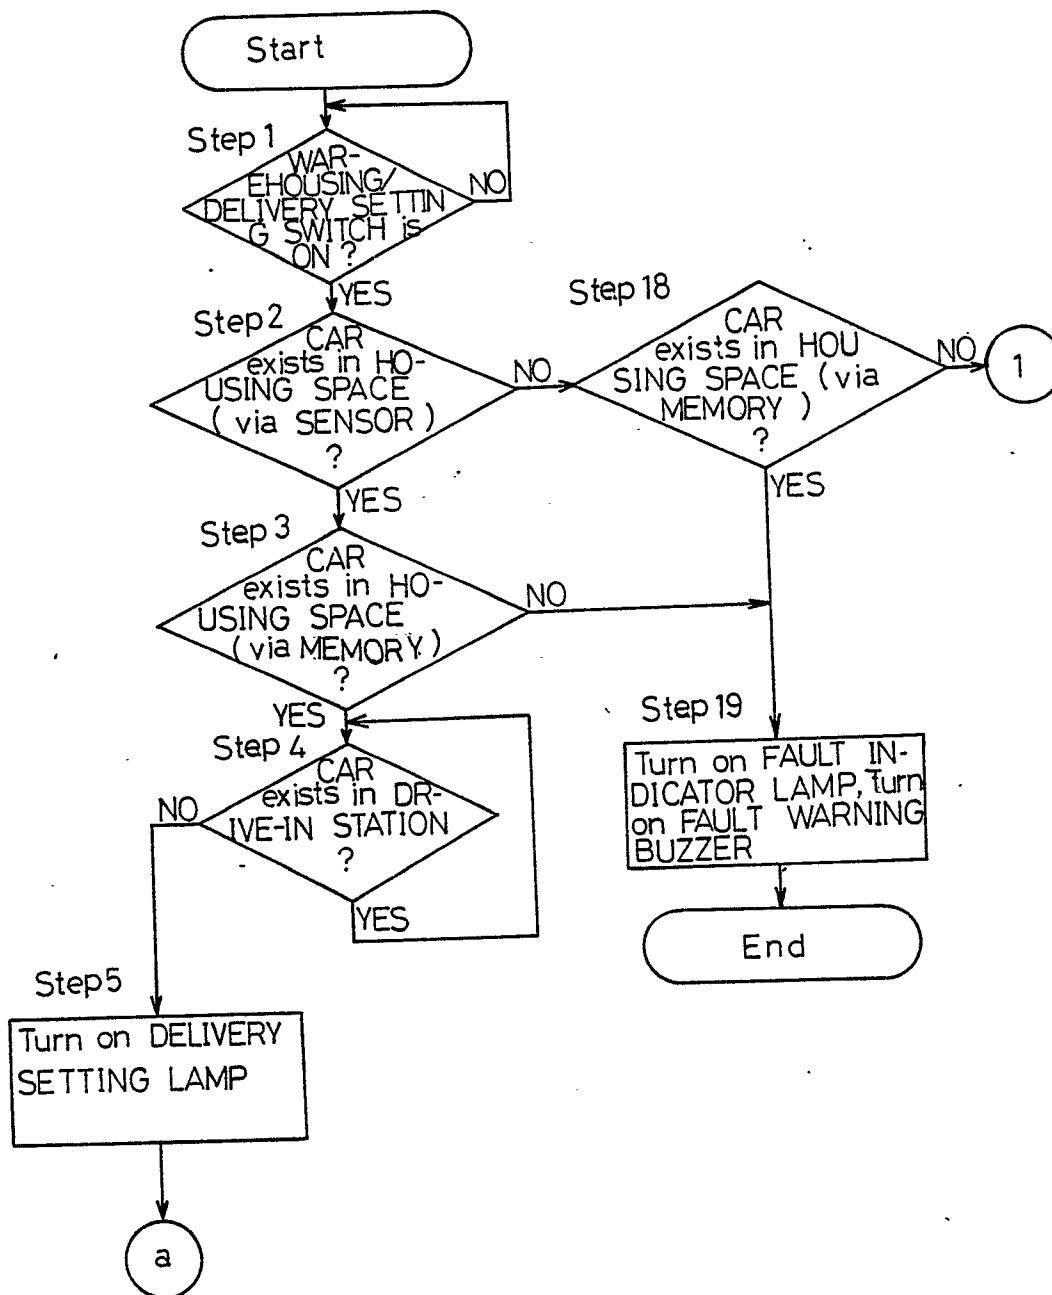 Start
Step 1
WAR-
EHOUSING/
DELIVERY SETTIN
G SWITCH is
ON ?
NO
YES
Step 2
CAR
exists in HO-
USING SPACE
( via SENSOR )
?
NO
YES
Step 18
CAR
exists in HOU
SING SPACE ( via
MEMORY )
?
NO
1
YES
Step 3
CAR
exists in HO-
USING SPACE
( via MEMORY )
?
NO
YES
Step 4
CAR
exists in DR-
IVE-IN STATION
?
NO
YES
Step 19
Turn on FAULT IN-
DICATOR LAMP, turn
on FAULT WARNING
BUZZER
End
Step 5
Turn on DELIVERY
SETTING LAMP
a